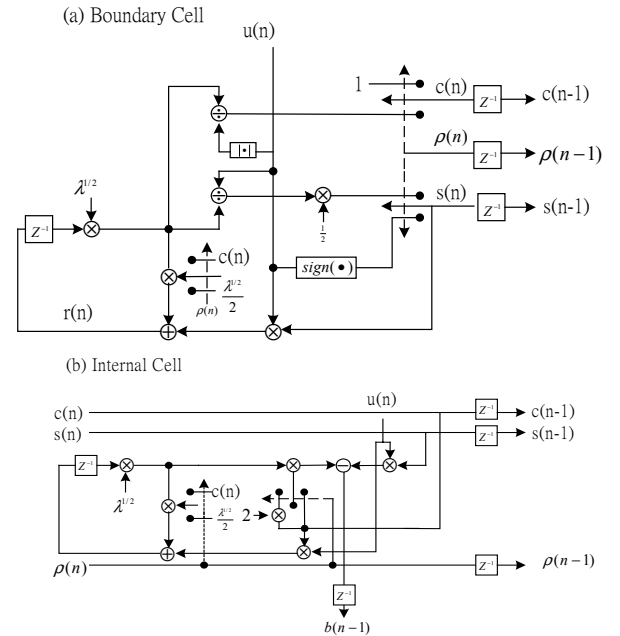 (a) Boundary Cell
u(n)
1
c(n)
Z⁻¹
c(n-1)
÷
|•|
ρ(n)
Z⁻¹
ρ(n−1)
λ^{1/2}
÷
×
s(n)
Z⁻¹
s(n-1)
Z⁻¹
×
1/2
c(n)
sign(•)
×
λ^{1/2}/2
ρ(n)
r(n)
+
×
(b) Internal Cell
u(n)
c(n)
Z⁻¹
c(n-1)
s(n)
Z⁻¹
s(n-1)
Z⁻¹
×
×
−
×
λ^{1/2}
c(n)
×
λ^{1/2}/2
2
×
+
×
ρ(n)
Z⁻¹
ρ(n−1)
Z⁻¹
b(n−1)